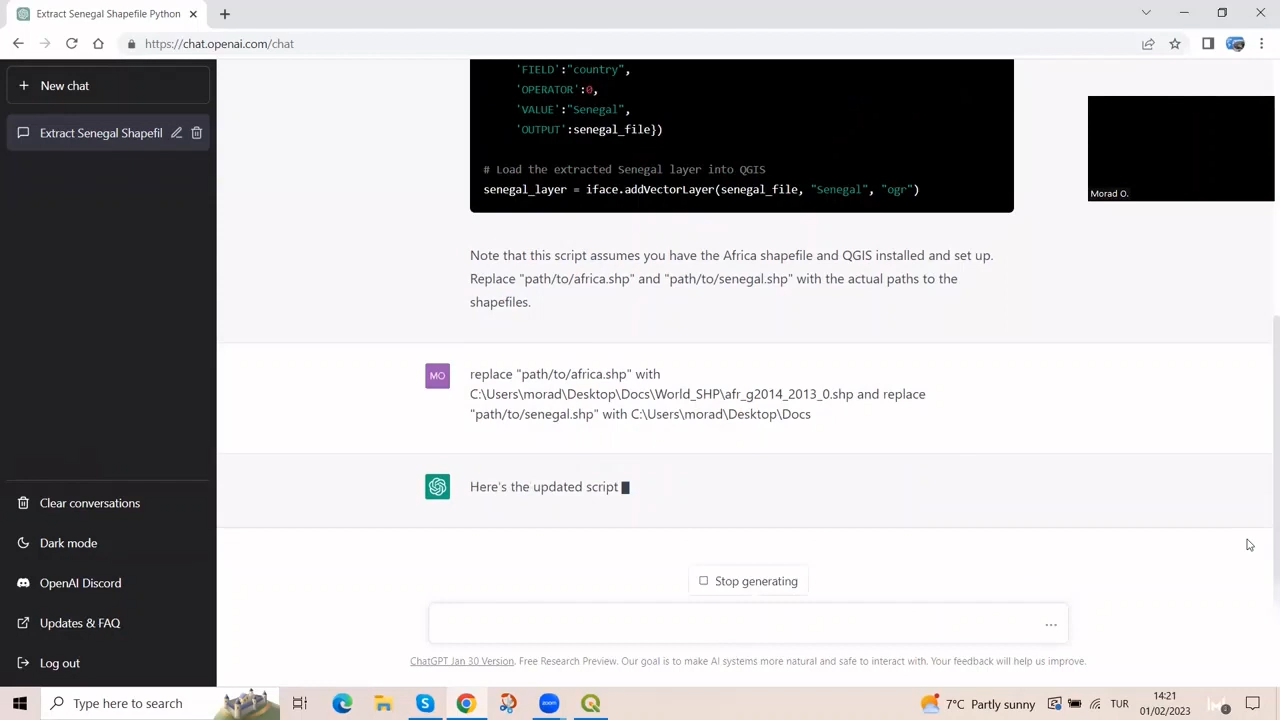 Extract Senegal Shapefile Python
https://chat.openai.com/chat
New chat
Extract Senegal Shapefil
'FIELD':"country",
'OPERATOR':0,
'VALUE':"Senegal",
'OUTPUT':senegal_file})
# Load the extracted Senegal layer into QGIS
senegal_layer = iface.addVectorLayer(senegal_file, "Senegal", "ogr")
Morad O.
Note that this script assumes you have the Africa shapefile and QGIS installed and set up.
Replace "path/to/africa.shp" and "path/to/senegal.shp" with the actual paths to the
shapefiles.
MO
replace "path/to/africa.shp" with
C:\Users\morad\Desktop\Docs\World_SHP\afr_g2014_2013_0.shp and replace
"path/to/senegal.shp" with C:\Users\morad\Desktop\Docs
Here's the updated script
Clear conversations
Dark mode
OpenAI Discord
Updates & FAQ
Log out
Stop generating
...
ChatGPT Jan 30 Version. Free Research Preview. Our goal is to make AI systems more natural and safe to interact with. Your feedback will help us improve.
Type here to search
S
zoom
7°C Partly sunny
TUR
14:21
01/02/2023